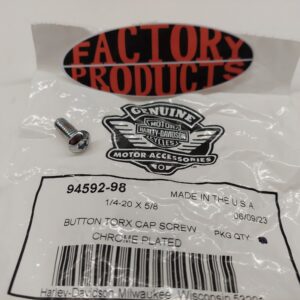 FACTORY
PRODUCTS
GENUINE
MOTOR
HARLEY-DAVIDSON
CYCLES
MOTOR ACCESSORIES
94592-98
MADE IN THE U.S.A
1/4-20 X 5/8
06/09/23
BUTTON TORX CAP SCREW
PKG QTY
CHROME PLATED
Harley-Davidson Milwaukee, Wisconsin